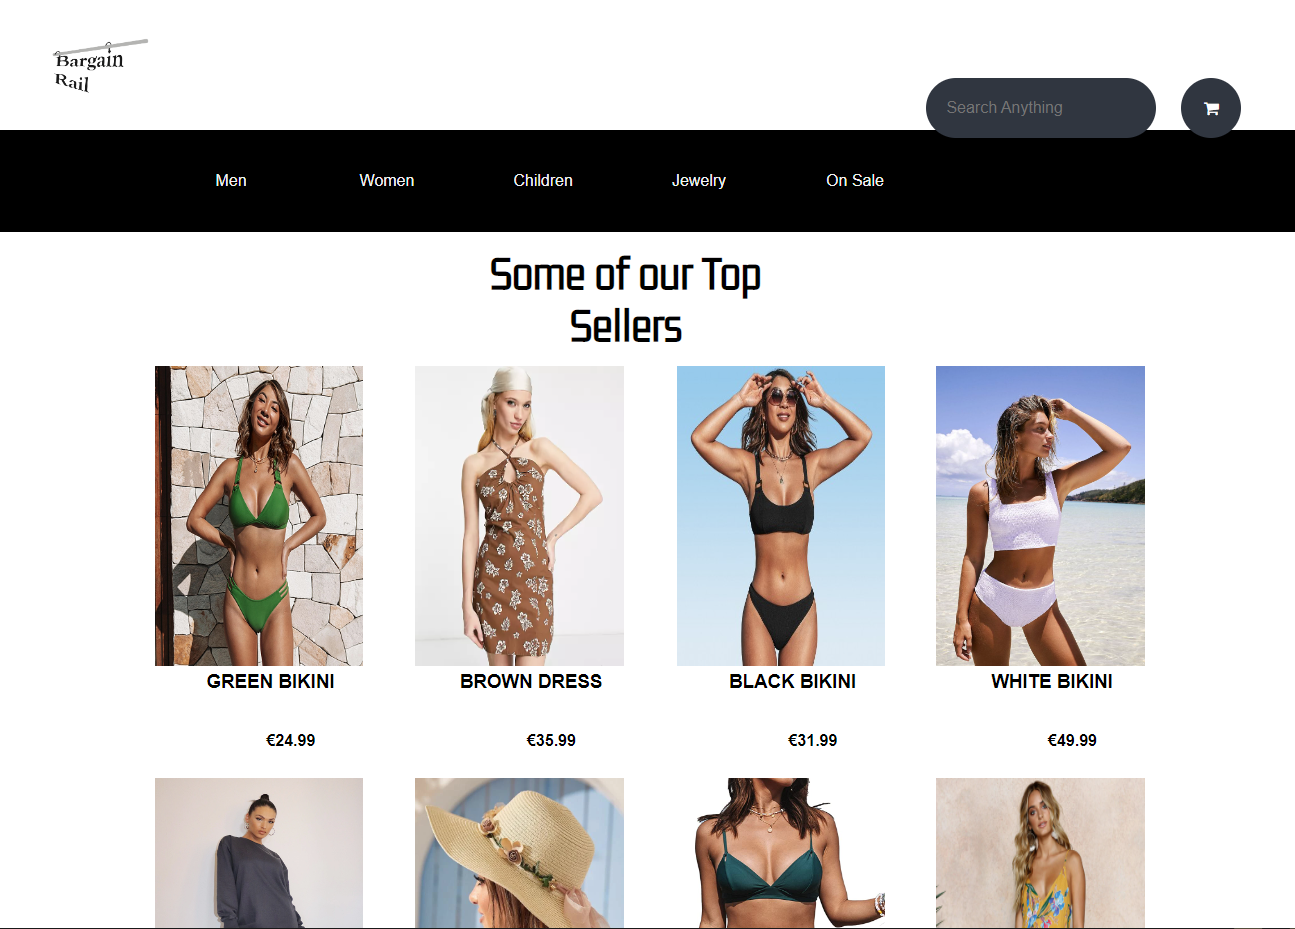 Bargain
Rail
Search Anything
Men Women Children Jewelry On Sale
Some of our Top
Sellers
GREEN BIKINI BROWN DRESS BLACK BIKINI WHITE BIKINI
€24.99 €35.99 €31.99 €49.99